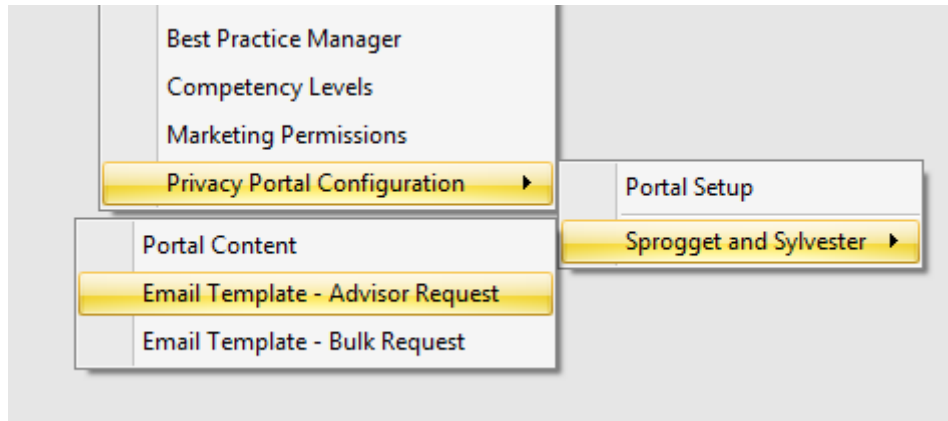 Best Practice Manager
Competency Levels
Marketing Permissions
Privacy Portal Configuration
Portal Setup
Sprogget and Sylvester
Portal Content
Email Template - Advisor Request
Email Template - Bulk Request